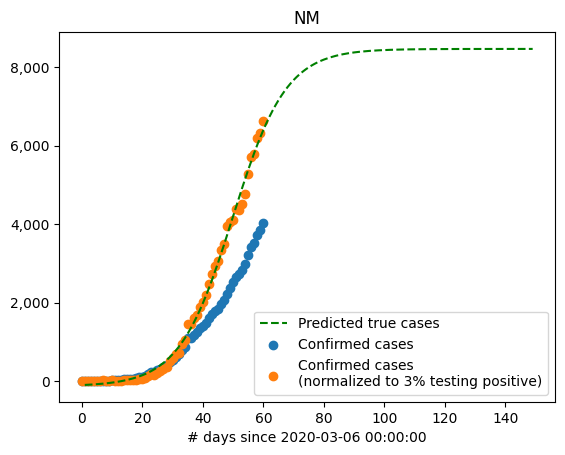 NM
8,000
6,000
4,000
2,000
0
Predicted true cases
Confirmed cases
Confirmed cases
(normalized to 3% testing positive)
0 20 40 60 80 100 120 140
# days since 2020-03-06 00:00:00